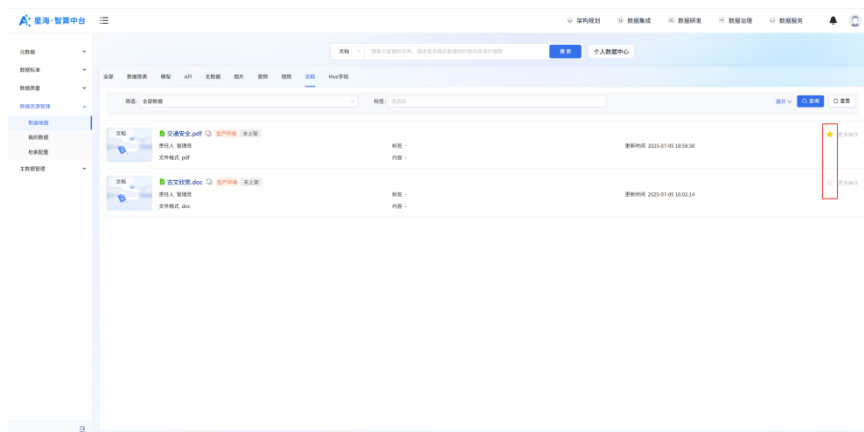 星海·智算中台
架构规划 数据集成 数据研发 数据治理 数据服务
元数据
数据标准
数据质量
数据资源管理
数据地图
我的数据
检索配置
主数据管理
文档 搜索 个人数据中心
全部 数据库表 模型 API 主数据 图片 音频 视频 文档 Hive字段
筛选: 全部数据 标签: 请选择 展开 查询 重置
文档 交通安全.pdf 生产环境 未上架 更多操作
责任人 管理员 标签 - 更新时间 2025-07-05 16:58:38
文件格式 pdf 内容 -
文档 古文欣赏.doc 生产环境 未上架 更多操作
责任人 管理员 标签 - 更新时间 2025-07-05 16:02:14
文件格式 doc 内容 -